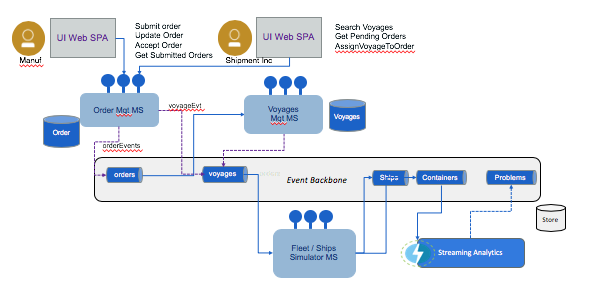 UI Web SPA
Manuf
Submit order
Update Order
Accept Order
Get Submitted Orders
UI Web SPA
Shipment Inc
Search Voyages
Get Pending Orders
AssignVoyageToOrder
Order Mgt MS
voyageEvt
Voyages
Mgt MS
Order
Voyages
orderEvents
orders
voyages
Event Backbone
Ships
Containers
Problems
Store
Fleet / Ships
Simulator MS
Streaming Analytics